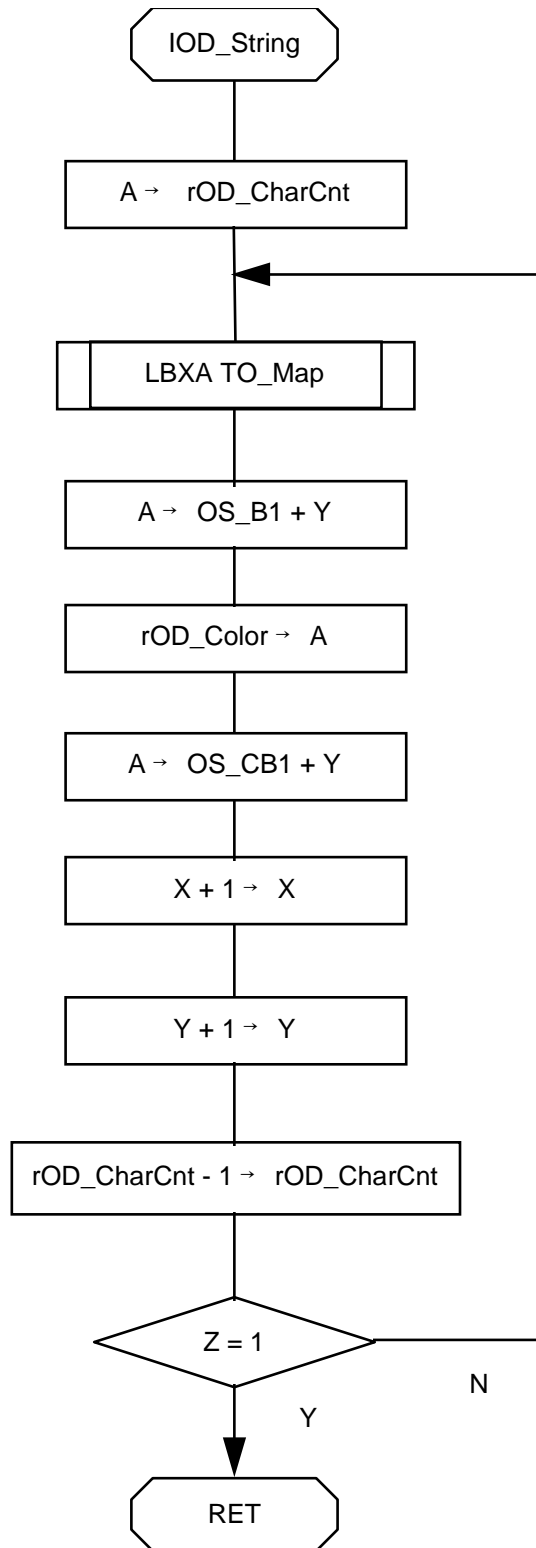 IOD_String
A → rOD_CharCnt
LBXA TO_Map
A → OS_B1 + Y
rOD_Color → A
A → OS_CB1 + Y
X + 1 → X
Y + 1 → Y
rOD_CharCnt - 1 → rOD_CharCnt
Z = 1
N
Y
RET